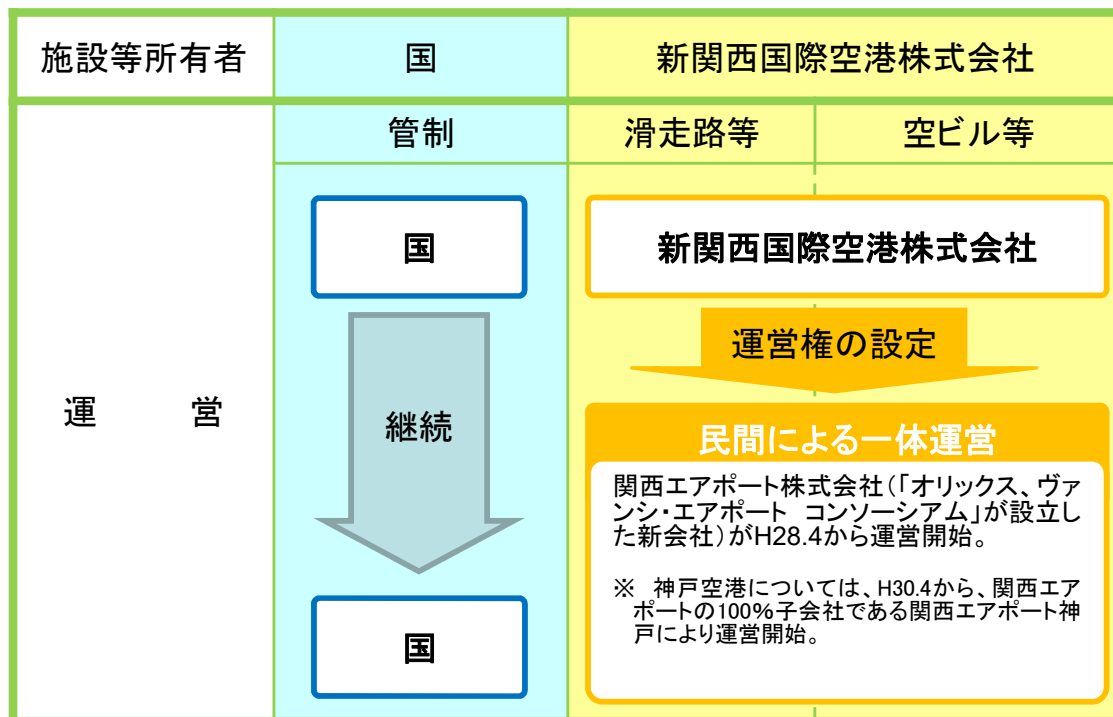 施設等所有者
国
新関西国際空港株式会社
管制
滑走路等
空ビル等
運 営
国
新関西国際空港株式会社
運営権の設定
継続
民間による一体運営
関西エアポート株式会社(「オリックス、ヴァ
ンシ・エアポート コンソーシアム」が設立し
た新会社)がH28.4から運営開始。
※ 神戸空港については、H30.4から、関西エア
ポートの100%子会社である関西エアポート神
戸により運営開始。
国